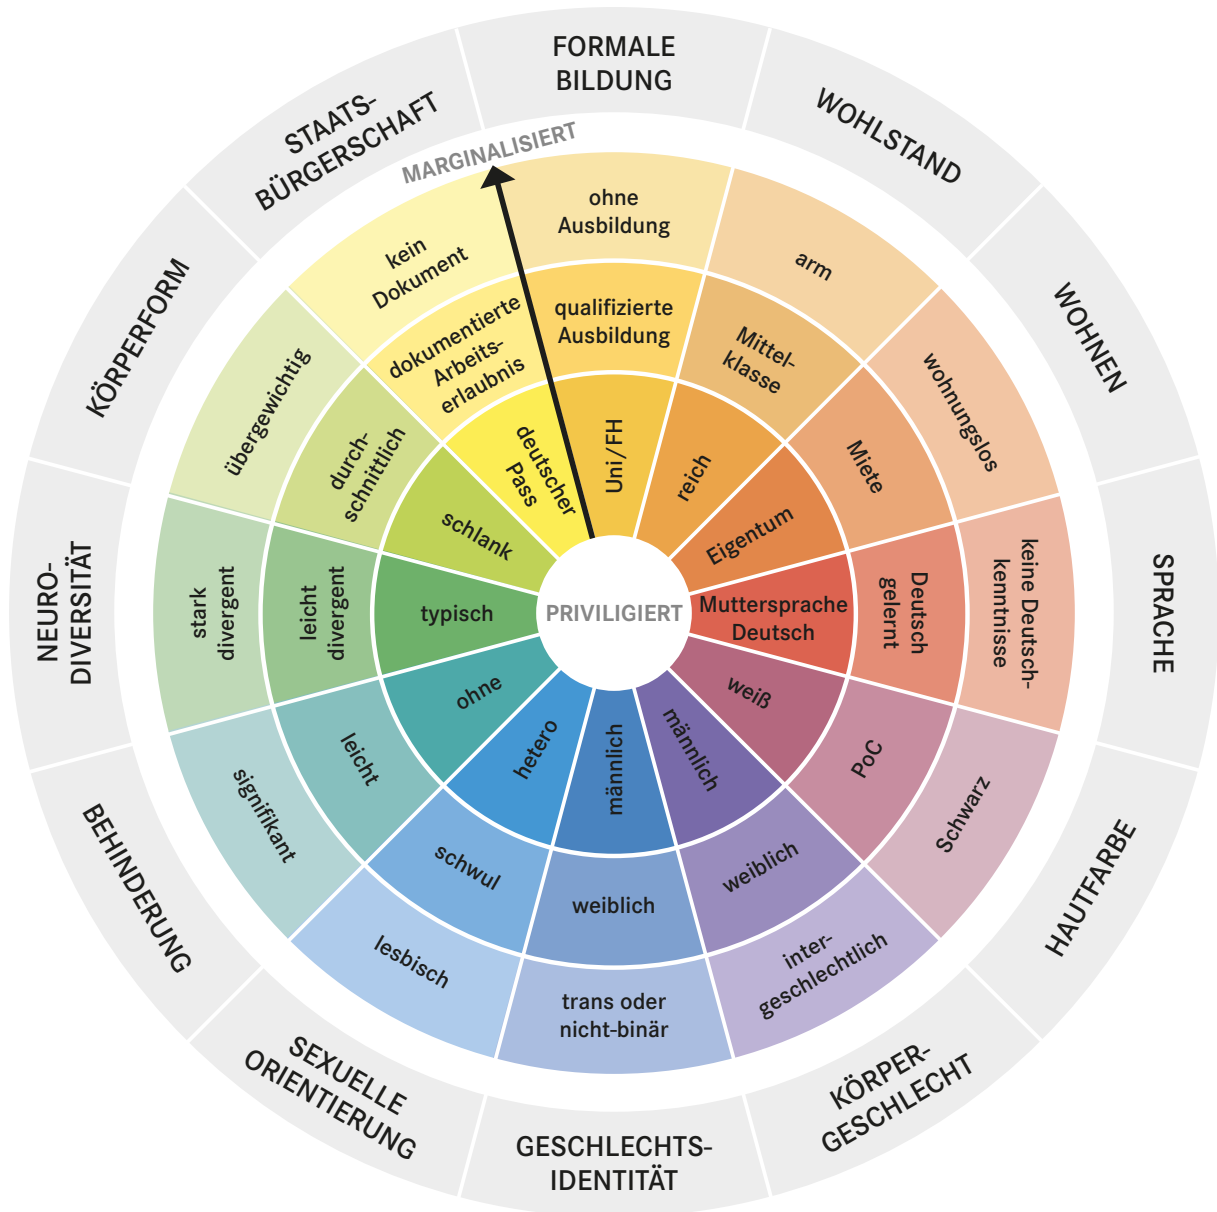 FORMALE
BILDUNG
WOHLSTAND
WOHNEN
SPRACHE
HAUTFARBE
KÖRPER-
GESCHLECHT
GESCHLECHTS-
IDENTITÄT
SEXUELLE
ORIENTIERUNG
BEHINDERUNG
NEURO-
DIVERSITÄT
KÖRPERFORM
STAATS-
BÜRGERSCHAFT
MARGINALISIERT
ohne
Ausbildung
qualifizierte
Ausbildung
Uni/FH
arm
Mittel-
klasse
reich
wohnungslos
Miete
Eigentum
keine Deutsch-
kenntnisse
Deutsch
gelernt
Muttersprache
Deutsch
Schwarz
PoC
weiß
inter-
geschlechtlich
weiblich
männlich
trans oder
nicht-binär
weiblich
männlich
lesbisch
schwul
hetero
signifikant
leicht
ohne
stark
divergent
leicht
divergent
typisch
übergewichtig
durch-
schnittlich
schlank
kein
Dokument
dokumentierte
Arbeits-
erlaubnis
deutscher
Pass
PRIVILIGIERT